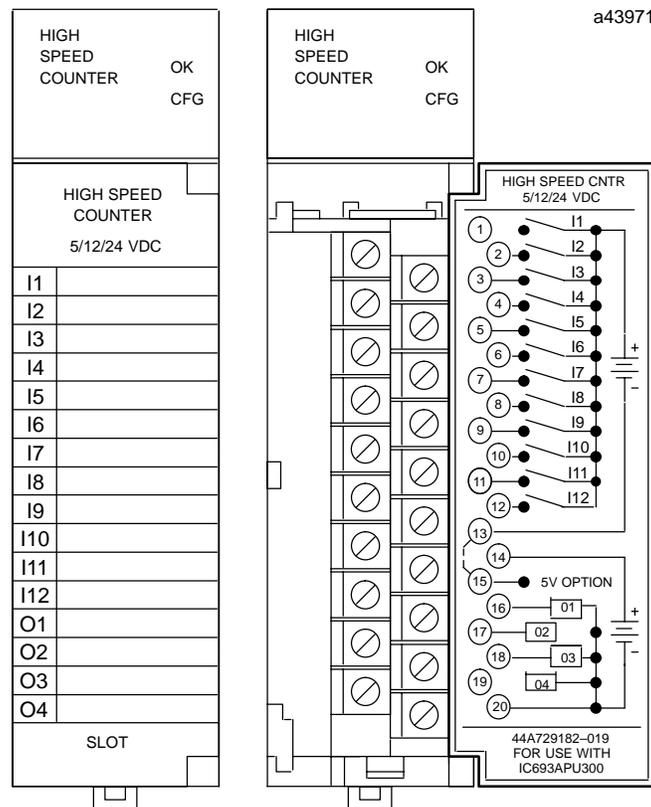 a43971
HIGH
SPEED
COUNTER
OK
CFG
HIGH SPEED
COUNTER
5/12/24 VDC
I1
I2
I3
I4
I5
I6
I7
I8
I9
I10
I11
I12
O1
O2
O3
O4
SLOT
HIGH
SPEED
COUNTER
OK
CFG
HIGH SPEED CNTR
5/12/24 VDC
1 I1
2 I2
3 I3
4 I4
5 I5
6 I6
7 I7
8 I8
9 I9
10 I10
11 I11
12 I12
+
–
13
14
15 5V OPTION
16 01
17 02
18 03
19 04
20
+
–
44A729182–019
FOR USE WITH
IC693APU300